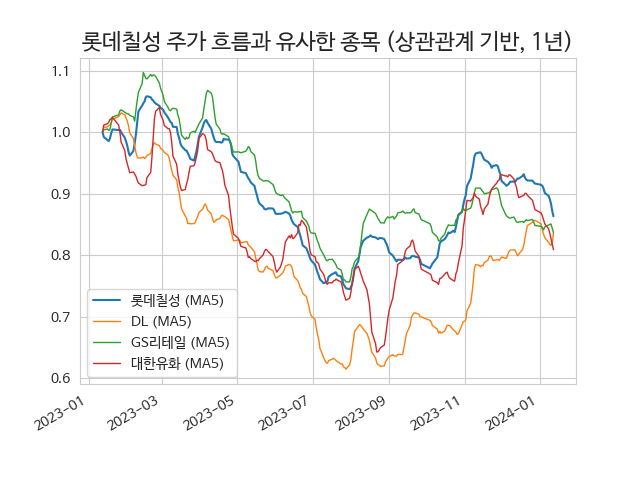 롯데칠성 주가 흐름과 유사한 종목 (상관관계 기반, 1년)
1.1
1.0
0.9
0.8
0.7
0.6
롯데칠성 (MA5)
DL (MA5)
GS리테일 (MA5)
대한유화 (MA5)
2023-01
2023-03
2023-05
2023-07
2023-09
2023-11
2024-01